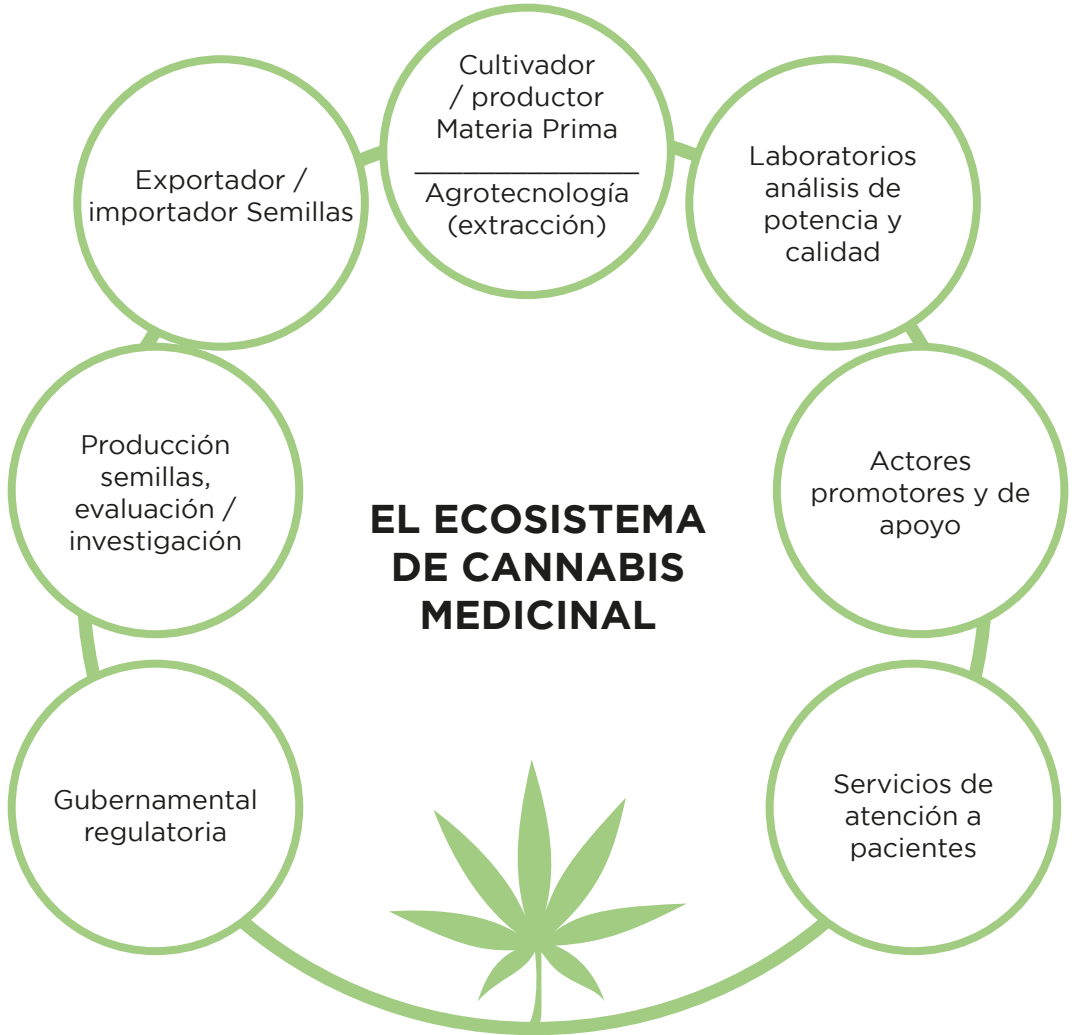 Cultivador
/ productor
Materia Prima
________________
Agrotecnología
(extracción)
Exportador /
importador Semillas
Laboratorios
análisis de
potencia y
calidad
Producción
semillas,
evaluación /
investigación
EL ECOSISTEMA
DE CANNABIS
MEDICINAL
Actores
promotores y de
apoyo
Gubernamental
regulatoria
Servicios de
atención a
pacientes